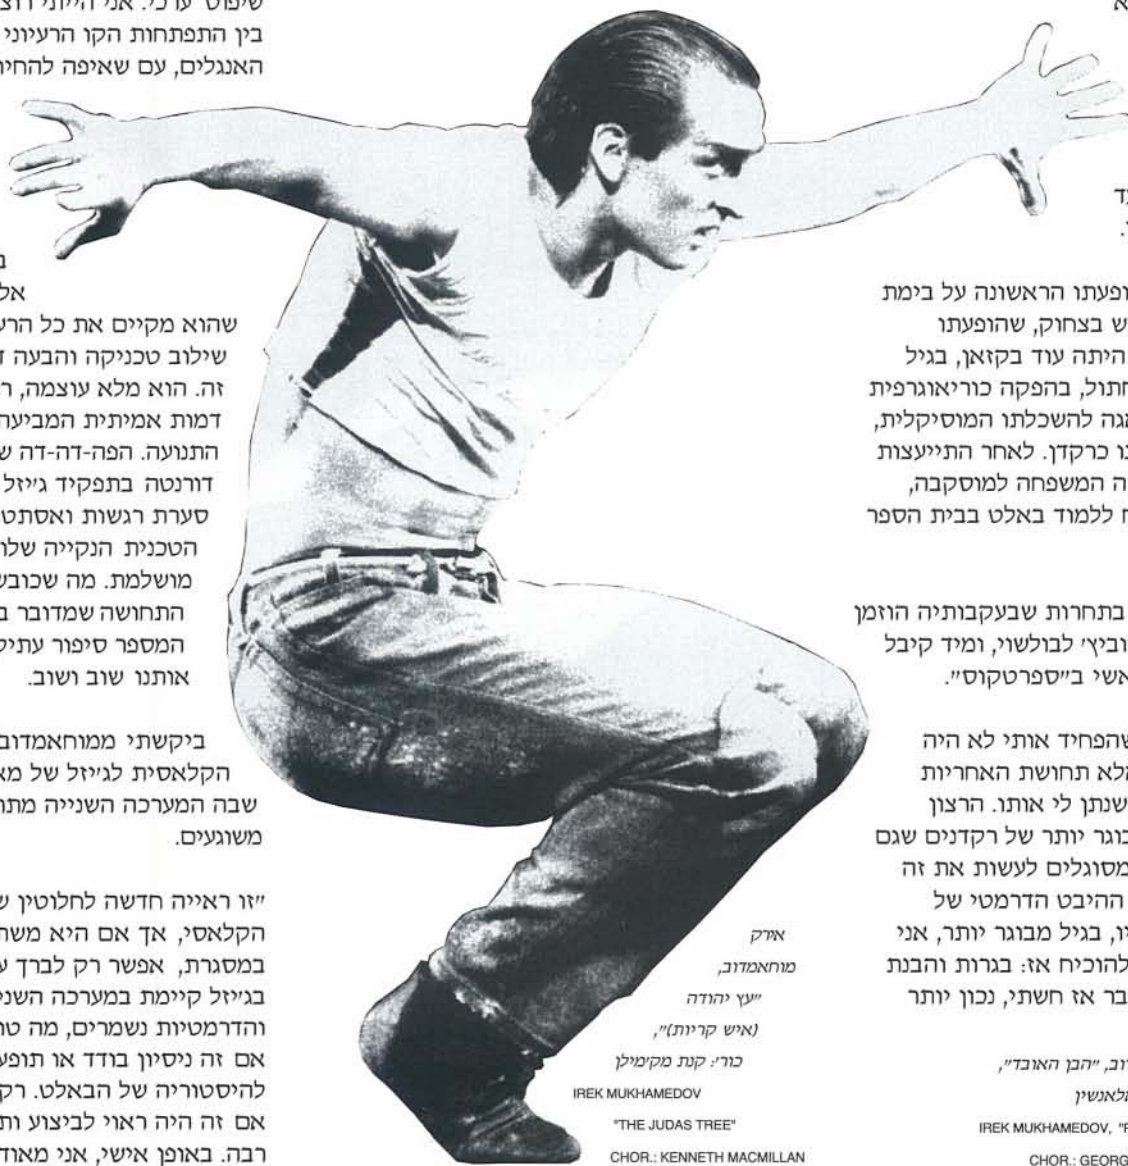 א
ופעתו הראשונה על בימת
ש בצחוק, שהופעתו
היתה עוד בקזאן, בגיל
חתול, בהפקה כוריאוגרפית
אגה להשכלתו המוסיקלית,
נו כרקדן. לאחר התייעצות
ה המשפחה למוסקבה,
ח ללמוד באלט בבית הספר
בתחרות שבעקבותיה הוזמן
וביץ' לבולשוי, ומיד קיבל
אשי ב"ספרטקוס".
שהפחיד אותי לא היה
אלא תחושת האחריות
שנתן לי אותו. הרצון
בוגר יותר של רקדנים שגם
מסוגלים לעשות את זה
ההיבט הדרמטי של
יו, בגיל מבוגר יותר, אני
להוכיח אז: בגרות והבנת
בר אז חשתי, נכון יותר
וב, "הבן האובד",
לאנשין
IREK MUKHAMEDOV, "P
CHOR.: GEORG
אירק
מוחאמדוב,
"עץ יהודה
(איש קריות)",
כור': קנת מקימילן
IREK MUKHAMEDOV
"THE JUDAS TREE"
CHOR.: KENNETH MACMILLAN
שיפוט ערכי. אני הייתי רוצ
בין התפתחות הקו הרעיוני
האנגלים, עם שאיפה להחיו
ב
אל
שהוא מקיים את כל הרע
שילוב טכניקה והבעה ד
זה. הוא מלא עוצמה, ר
דמות אמיתית המביעה
התנועה. הפה-דה-דה ש
דורנטה בתפקיד ג'יזל
סערת רגשות ואסתט
הטכנית הנקייה שלו
מושלמת. מה שכובש
התחושה שמדובר ב
המספר סיפור עתיק
אותנו שוב ושוב.
ביקשתי ממוחאמדוב
הקלאסית לג'יזל של מא
שבה המערכה השנייה מתר
משוגעים.
"זו ראייה חדשה לחלוטין ש
הקלאסי, אך אם היא משת
במסגרת, אפשר רק לברך ע
בג'יזל קיימת במערכה השני
והדרמטיות נשמרים, מה טו
אם זה ניסיון בודד או תופע
להיסטוריה של הבאלט. רק
אם זה היה ראוי לביצוע ות
רבה. באופן אישי, אני מאוד